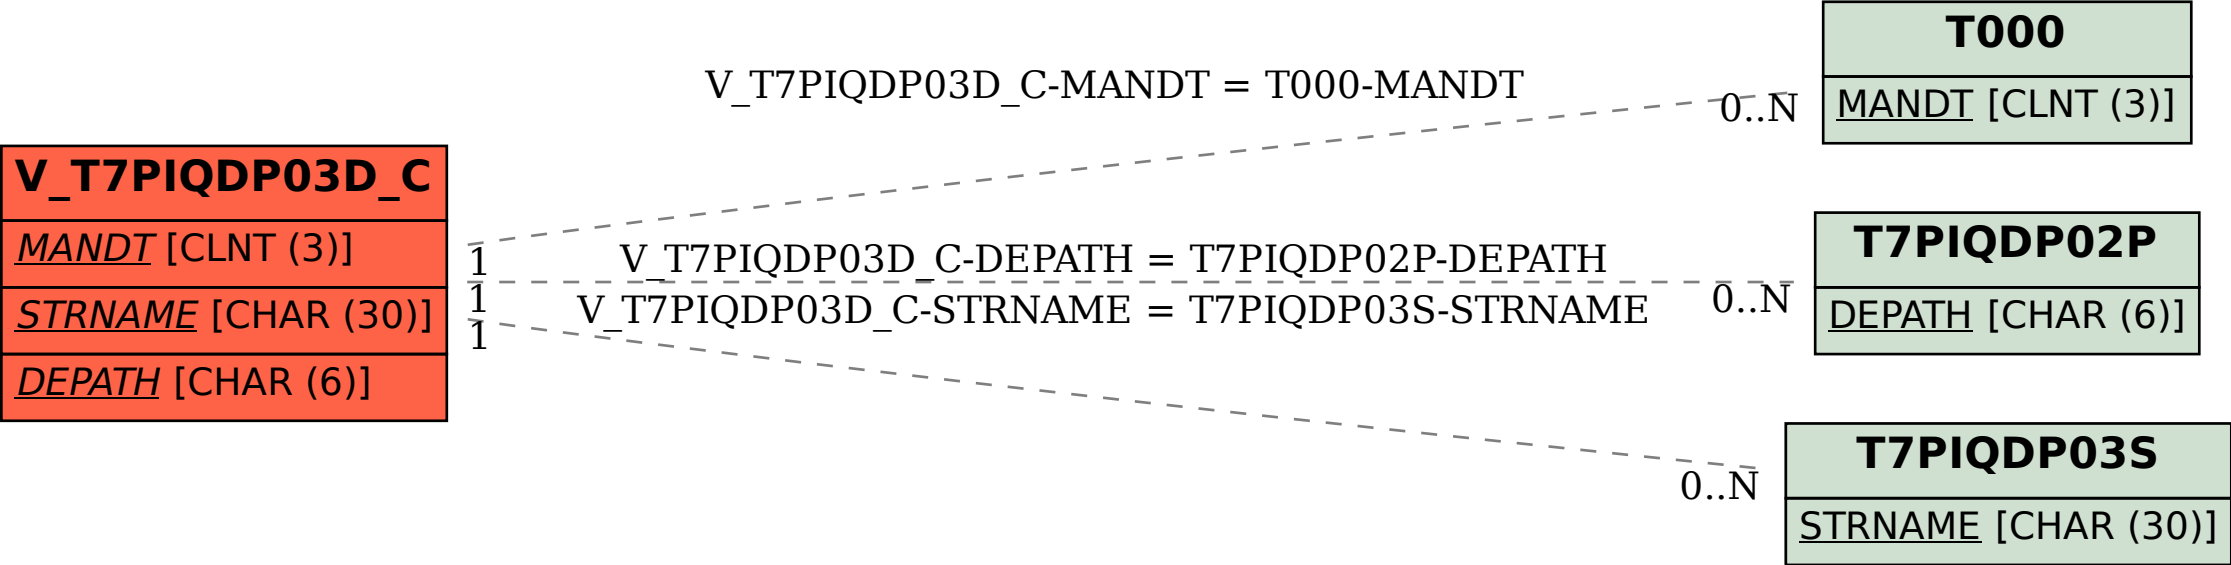 T000
MANDT [CLNT (3)]
V_T7PIQDP03D_C-MANDT = T000-MANDT
0..N
V_T7PIQDP03D_C
MANDT [CLNT (3)]
STRNAME [CHAR (30)]
DEPATH [CHAR (6)]
1
1
1
V_T7PIQDP03D_C-DEPATH = T7PIQDP02P-DEPATH
V_T7PIQDP03D_C-STRNAME = T7PIQDP03S-STRNAME
0..N
T7PIQDP02P
DEPATH [CHAR (6)]
0..N
T7PIQDP03S
STRNAME [CHAR (30)]